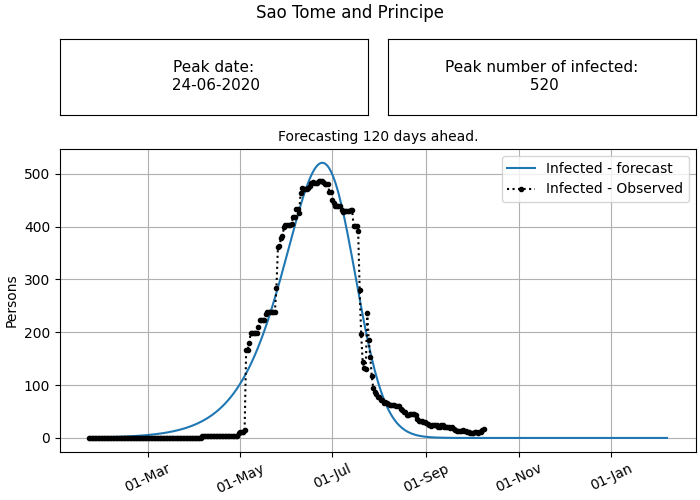 Sao Tome and Principe
Peak date:
24-06-2020
Peak number of infected:
520
Forecasting 120 days ahead.
Infected - forecast
Infected - Observed
Persons
500
400
300
200
100
0
01-Mar
01-May
01-Jul
01-Sep
01-Nov
01-Jan